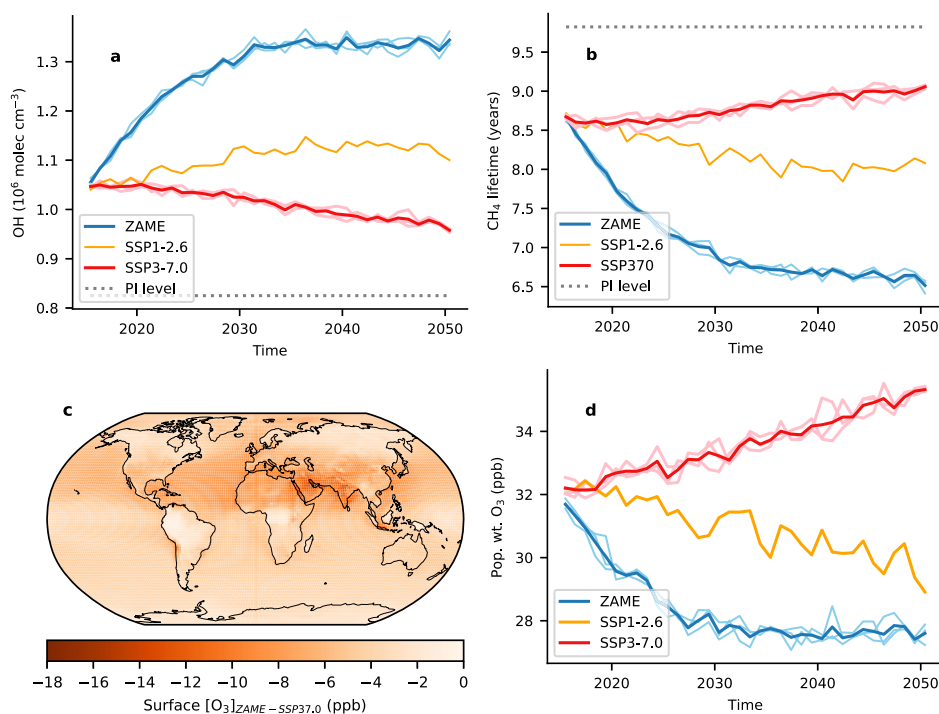 a
OH (10⁶ molec cm⁻³)
1.3
1.2
1.1
1.0
0.9
0.8
ZAME
SSP1-2.6
SSP3-7.0
PI level
2020 2030 2040 2050
Time
b
CH₄ lifetime (years)
9.5
9.0
8.5
8.0
7.5
7.0
6.5
ZAME
SSP1-2.6
SSP370
PI level
2020 2030 2040 2050
Time
c
−18 −16 −14 −12 −10 −8 −6 −4 −2 0
Surface [O₃]ZAME−SSP37.0 (ppb)
d
Pop. wt. O₃ (ppb)
34
32
30
28
ZAME
SSP1-2.6
SSP3-7.0
2020 2030 2040 2050
Time